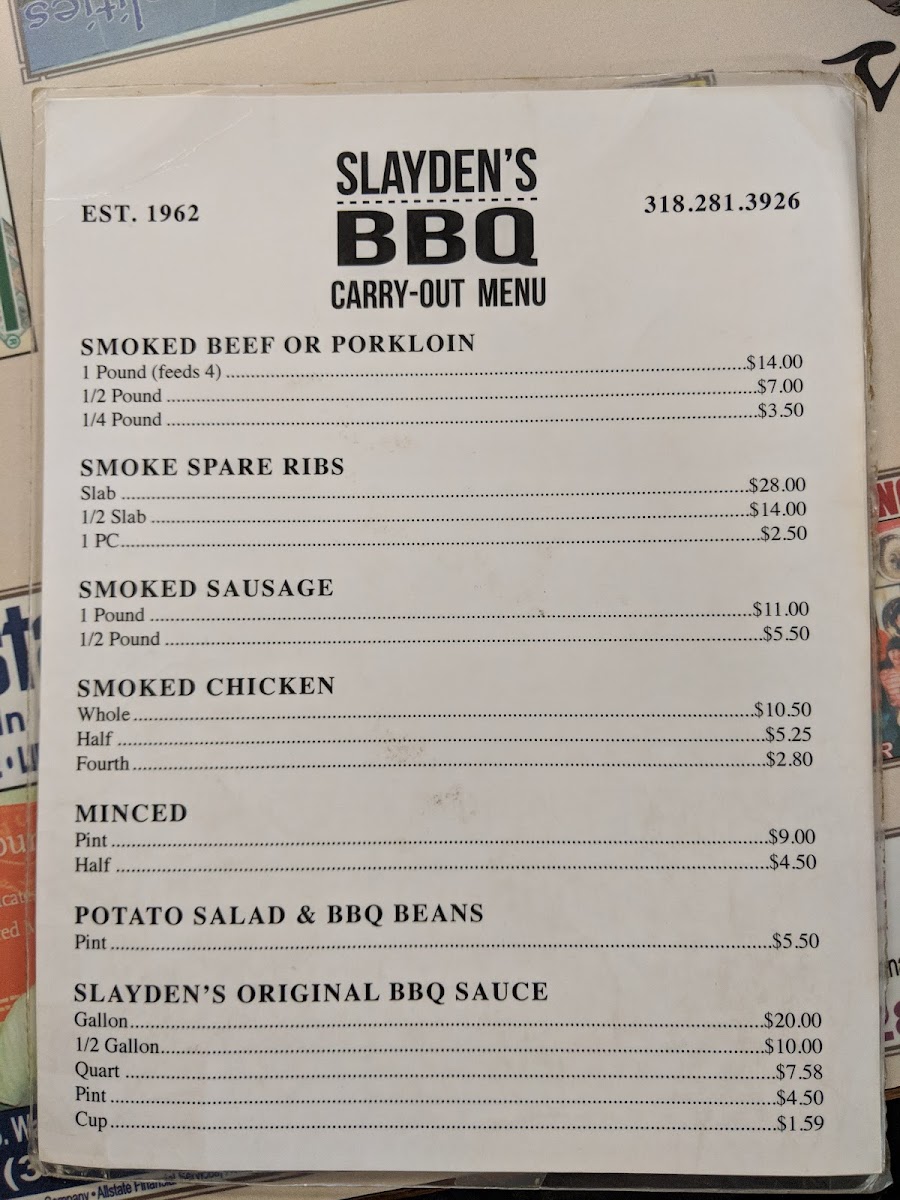 EST. 1962
SLAYDEN'S
BBQ
CARRY-OUT MENU
318.281.3926
SMOKED BEEF OR PORKLOIN
1 Pound (feeds 4) $14.00
1/2 Pound $7.00
1/4 Pound $3.50
SMOKE SPARE RIBS
Slab $28.00
1/2 Slab $14.00
1 PC $2.50
SMOKED SAUSAGE
1 Pound $11.00
1/2 Pound $5.50
SMOKED CHICKEN
Whole $10.50
Half $5.25
Fourth $2.80
MINCED
Pint $9.00
Half $4.50
POTATO SALAD & BBQ BEANS
Pint $5.50
SLAYDEN'S ORIGINAL BBQ SAUCE
Gallon $20.00
1/2 Gallon $10.00
Quart $7.58
Pint $4.50
Cup $1.59